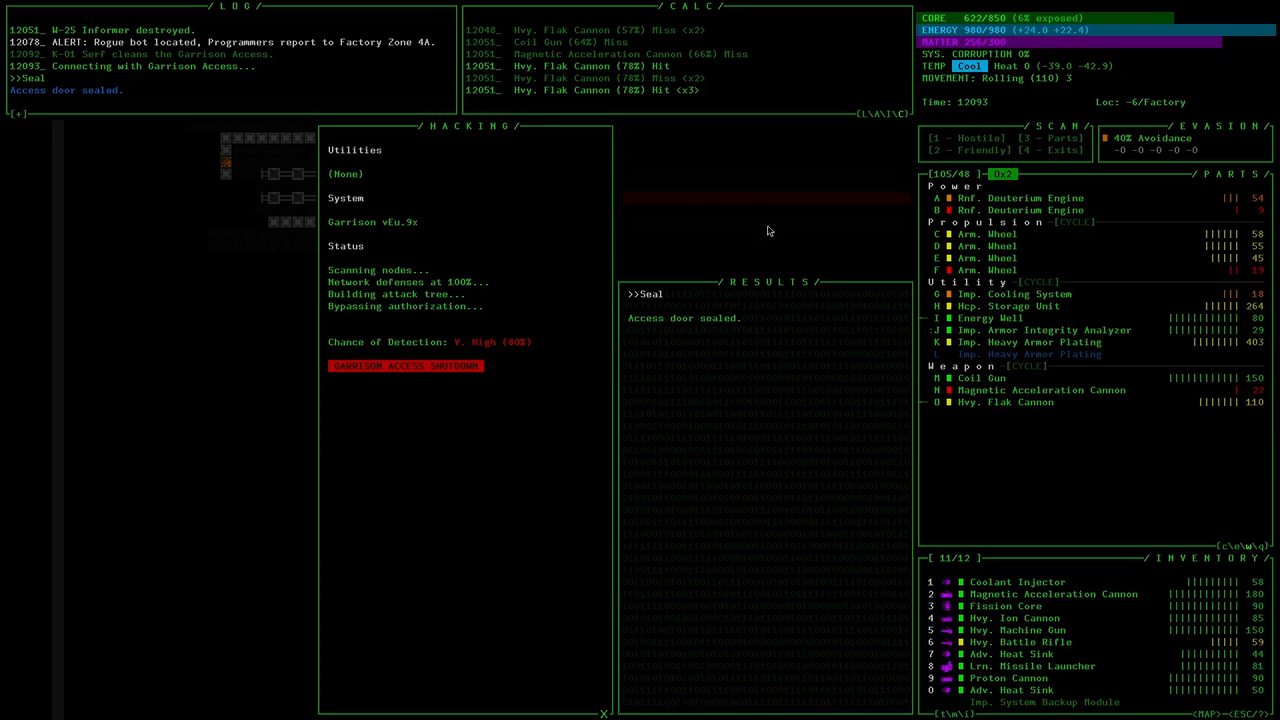 / L O G /
12051_ W-25 Informer destroyed.
12078_ ALERT: Rogue bot located, Programmers report to Factory Zone 4A.
12092_ K-01 Serf cleans the Garrison Access.
12093_ Connecting with Garrison Access...
>>Seal
Access door sealed.
[+]
/ C A L C /
12048_ Hvy. Flak Cannon (57%) Miss <x2>
12051_ Coil Gun (64%) Miss
12051_ Magnetic Acceleration Cannon (66%) Miss
12051_ Hvy. Flak Cannon (78%) Hit
12051_ Hvy. Flak Cannon (78%) Miss <x2>
12051_ Hvy. Flak Cannon (78%) Hit <x3>
[L\A\I\C]
CORE 622/850 (6% exposed)
ENERGY 980/980 (+24.0 +22.4)
MATTER 256/300
SYS. CORRUPTION 0%
TEMP Cool Heat 0 (-39.0 -42.9)
MOVEMENT: Rolling (110) 3
Time: 12093 Loc: -6/Factory
/ S C A N /
[1 - Hostile] [3 - Parts]
[2 - Friendly] [4 - Exits]
/ E V A S I O N /
40% Avoidance
-0 -0 -0 -0 -0
/ H A C K I N G /
Utilities
(None)
System
Garrison vEu.9x
Status
Scanning nodes...
Network defenses at 100%...
Building attack tree...
Bypassing authorization...
Chance of Detection: V. High (80%)
GARRISON ACCESS SHUTDOWN
X
/ R E S U L T S /
>>Seal
Access door sealed.
[105/48] 0x2 / P A R T S /
P o w e r
A Rnf. Deuterium Engine 54
B Rnf. Deuterium Engine 9
P r o p u l s i o n [CYCLE]
C Arm. Wheel 58
D Arm. Wheel 55
E Arm. Wheel 45
F Arm. Wheel 19
U t i l i t y [CYCLE]
G Imp. Cooling System 18
H Hcp. Storage Unit 264
I Energy Well 80
:J Imp. Armor Integrity Analyzer 29
K Imp. Heavy Armor Plating 403
L Imp. Heavy Armor Plating
W e a p o n [CYCLE]
M Coil Gun 150
N Magnetic Acceleration Cannon 22
O Hvy. Flak Cannon 110
[c\e\w\q]
[ 11/12 ] / I N V E N T O R Y /
1 Coolant Injector 58
2 Magnetic Acceleration Cannon 180
3 Fission Core 90
4 Hvy. Ion Cannon 85
5 Hvy. Machine Gun 150
6 Hvy. Battle Rifle 59
7 Adv. Heat Sink 44
8 Lrn. Missile Launcher 81
9 Proton Cannon 90
0 Adv. Heat Sink 50
Imp. System Backup Module
[t\m\i] <MAP>-<ESC/?>